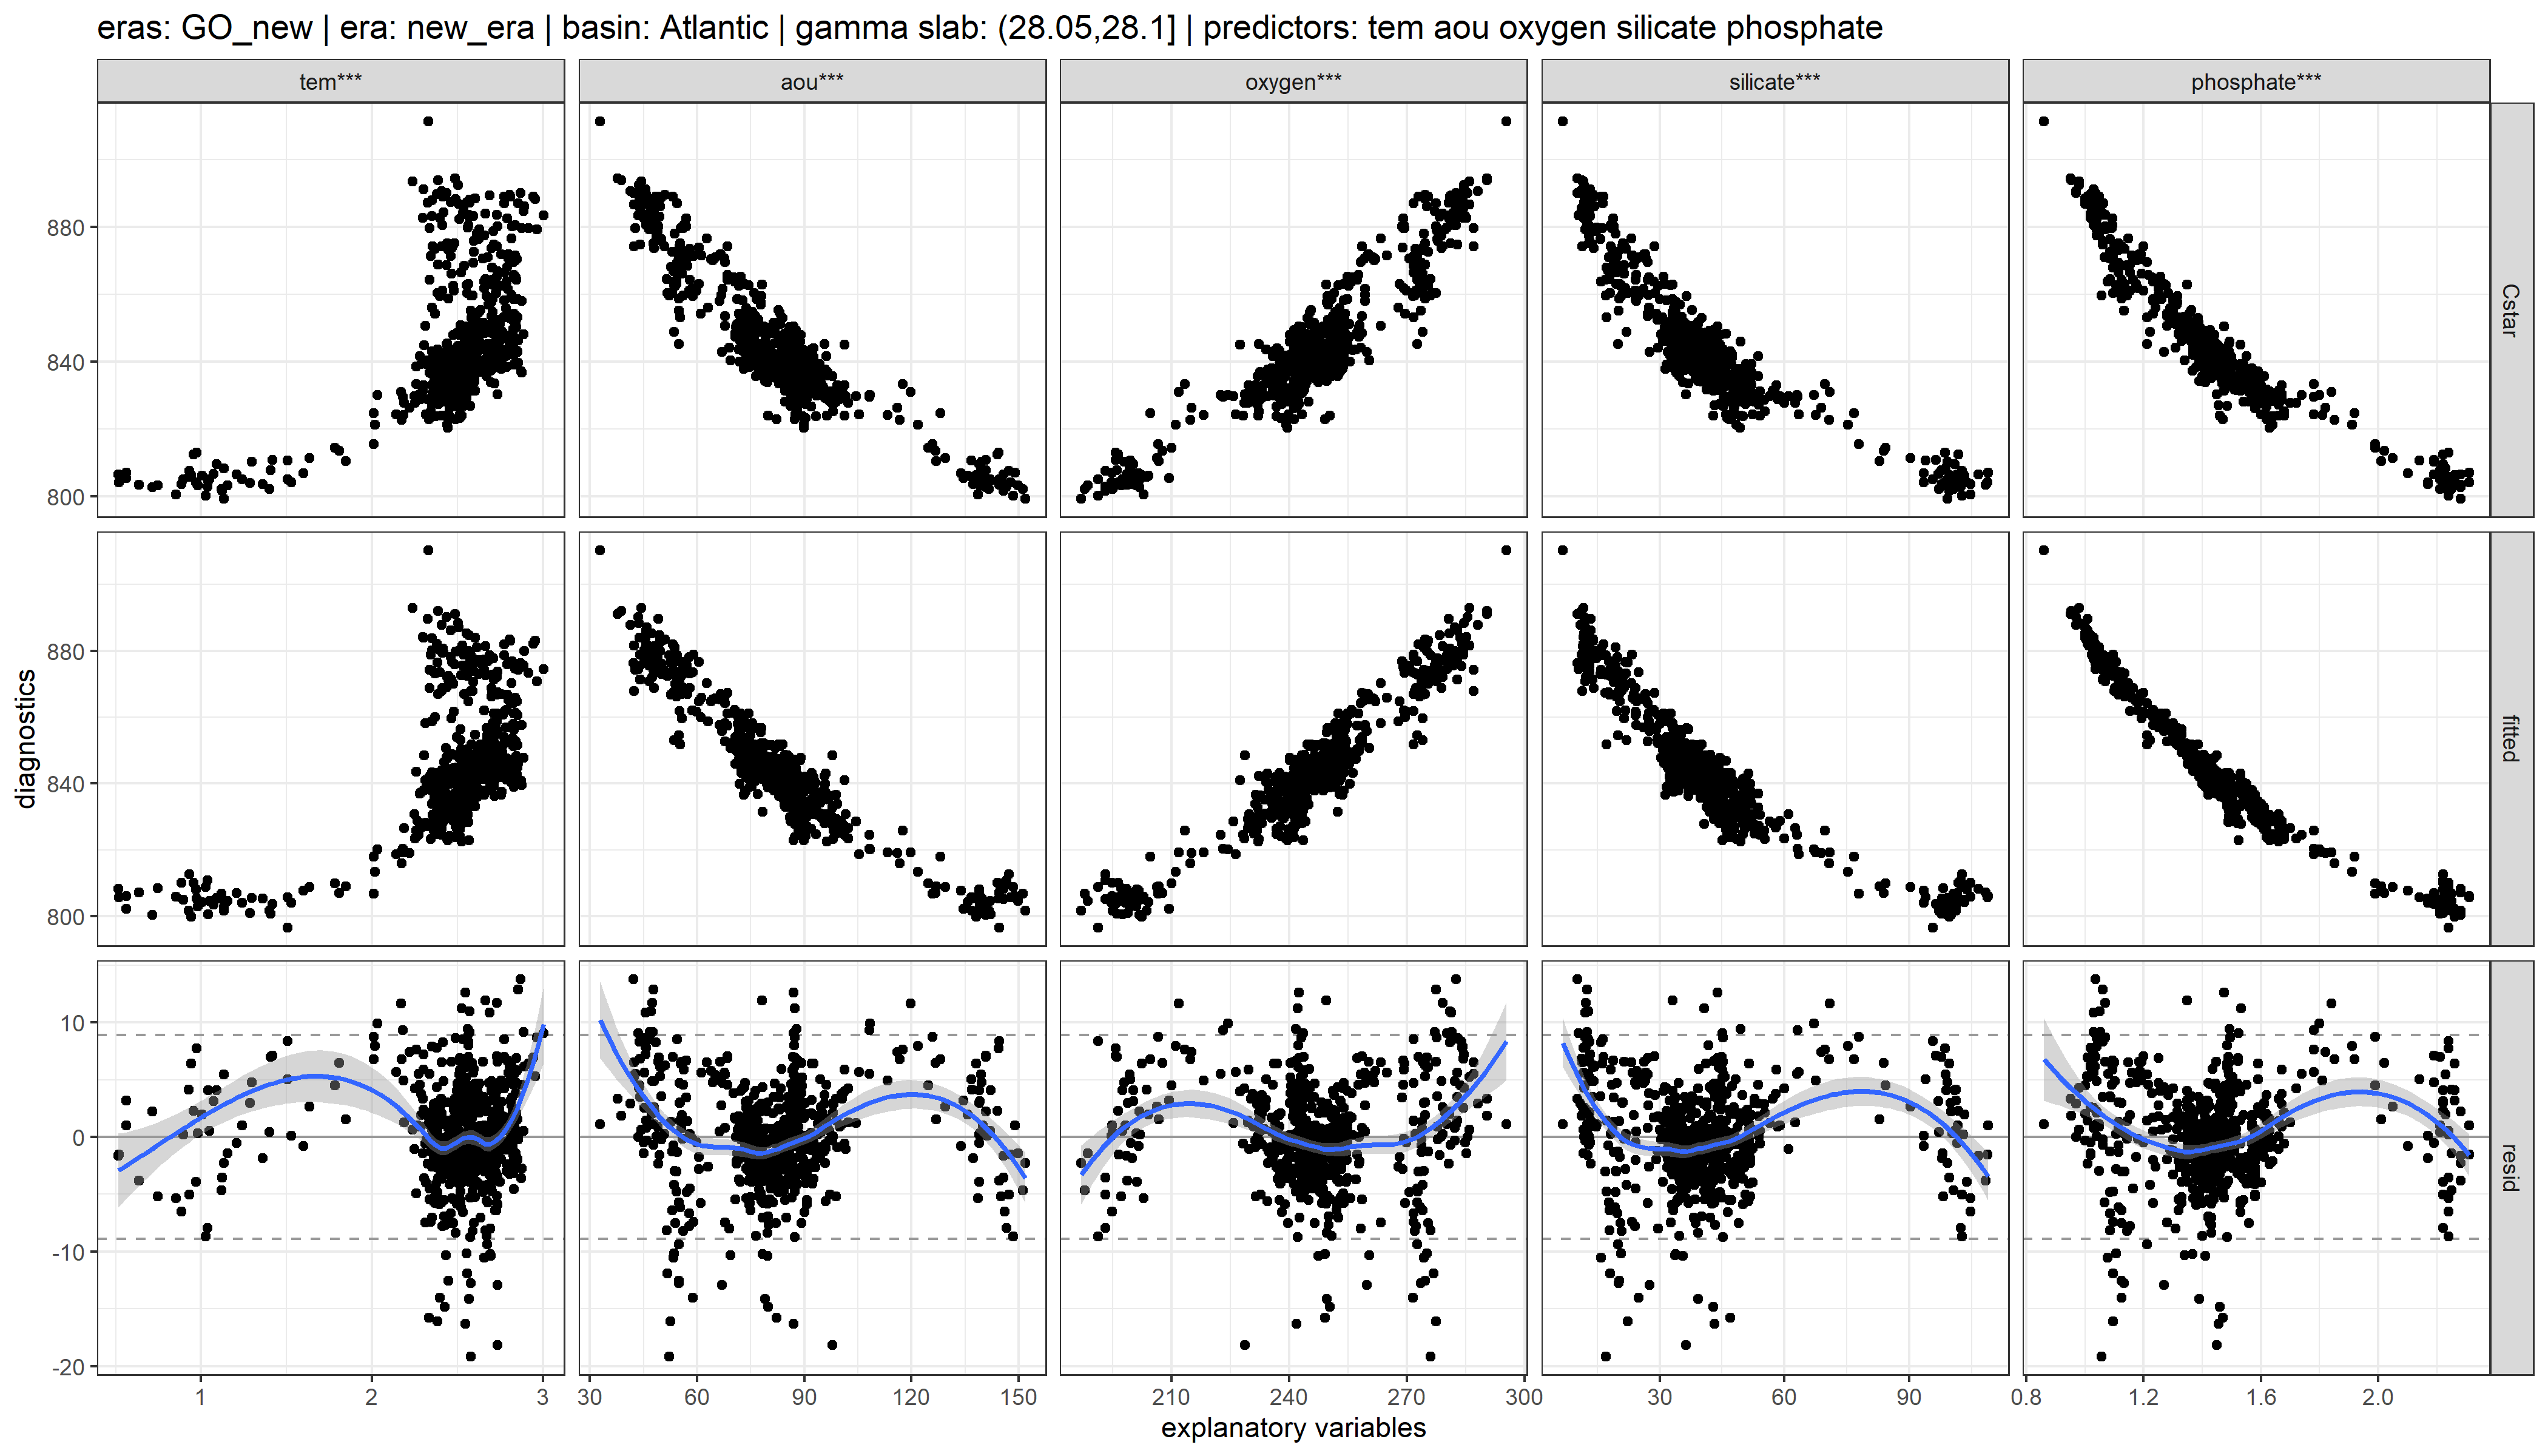 eras: GO_new | era: new_era | basin: Atlantic | gamma slab: (28.05,28.1] | predictors: tem aou oxygen silicate phosphate
tem*** aou*** oxygen*** silicate*** phosphate***
880
840
800
Cstar
880
840
800
fitted
diagnostics
10
0
-10
-20
resid
1 2 3 30 60 90 120 150 210 240 270 300 30 60 90 0.8 1.2 1.6 2.0
explanatory variables